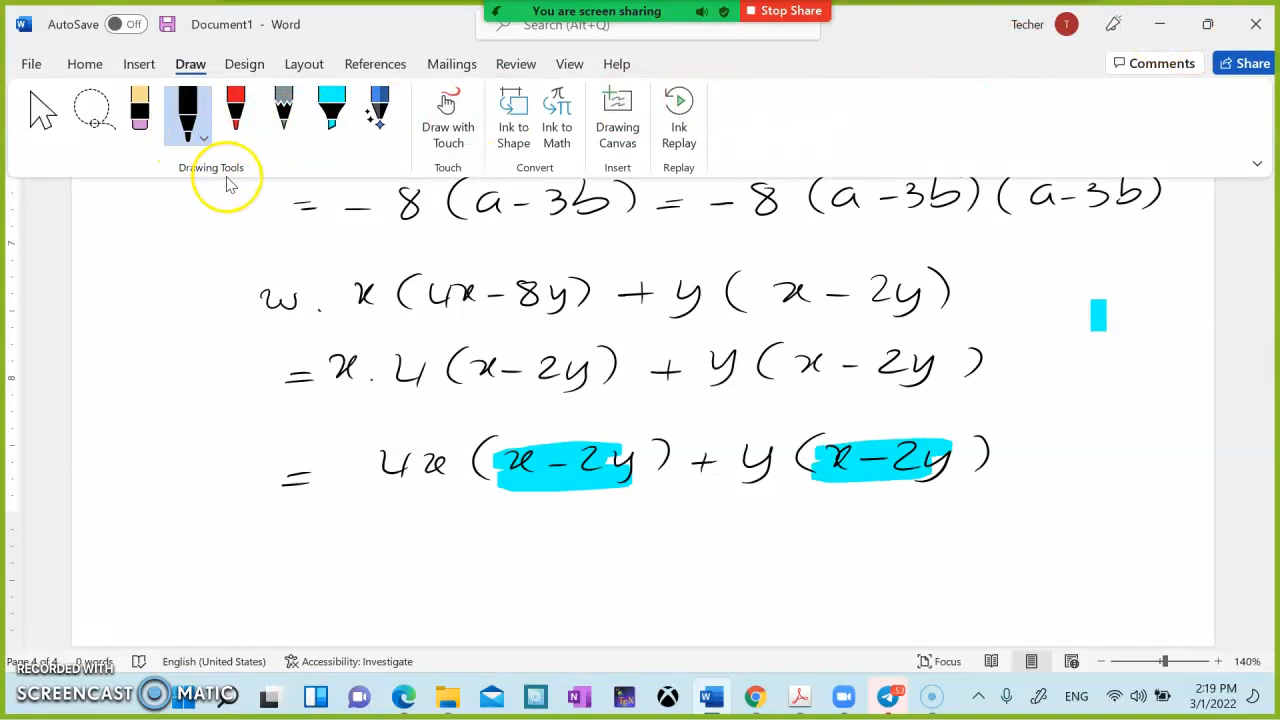 AutoSave Off Document1 - Word
You are screen sharing Stop Share
Search (Alt+Q)
Techer T
File Home Insert Draw Design Layout References Mailings Review View Help
Comments Share
Draw with Touch
Ink to Shape
Ink to Math
Drawing Canvas
Ink Replay
Drawing Tools Touch Convert Insert Replay
= - 8 (a - 3b) = - 8 (a - 3b) (a - 3b)
w. x (4x - 8y) + y (x - 2y)
= x . 4 (x - 2y) + y (x - 2y)
= 4x (x - 2y) + y (x - 2y)
7
8
Page 4 of 4 0 words English (United States) Accessibility: Investigate Focus 140%
RECORDED WITH
SCREENCAST MATIC
53
ENG
2:19 PM
3/1/2022